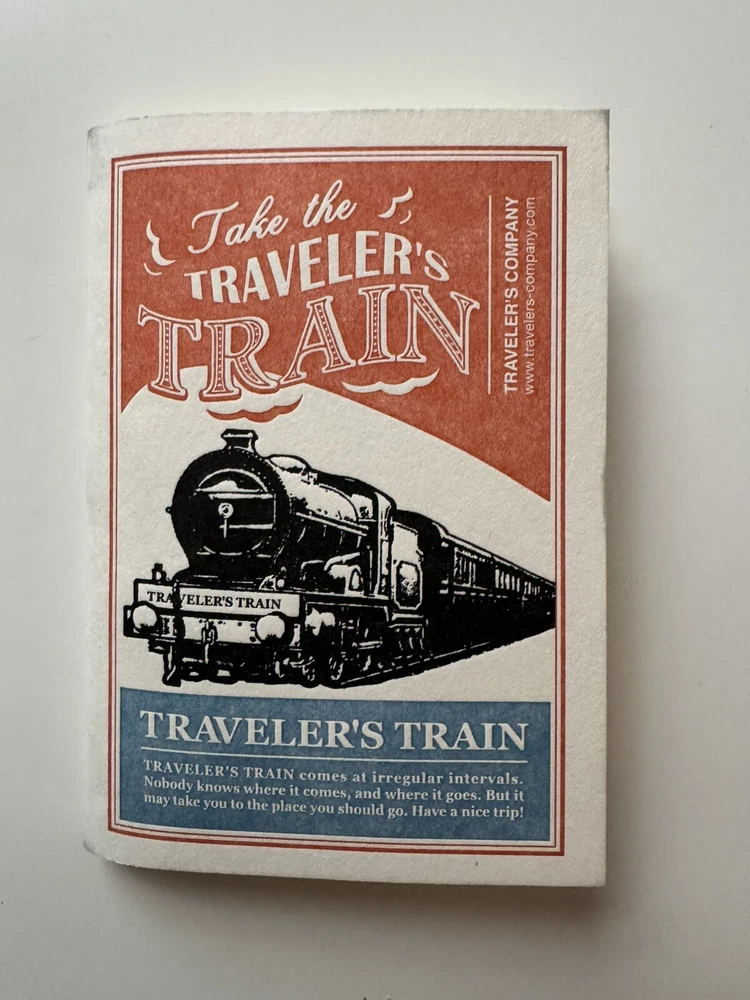 Take the
TRAVELER'S
TRAIN
TRAVELER'S COMPANY
www.travelers-company.com
TRAVELER'S TRAIN
TRAVELER'S TRAIN
TRAVELER'S TRAIN comes at irregular intervals.
Nobody knows where it comes, and where it goes. But it
may take you to the place you should go. Have a nice trip!